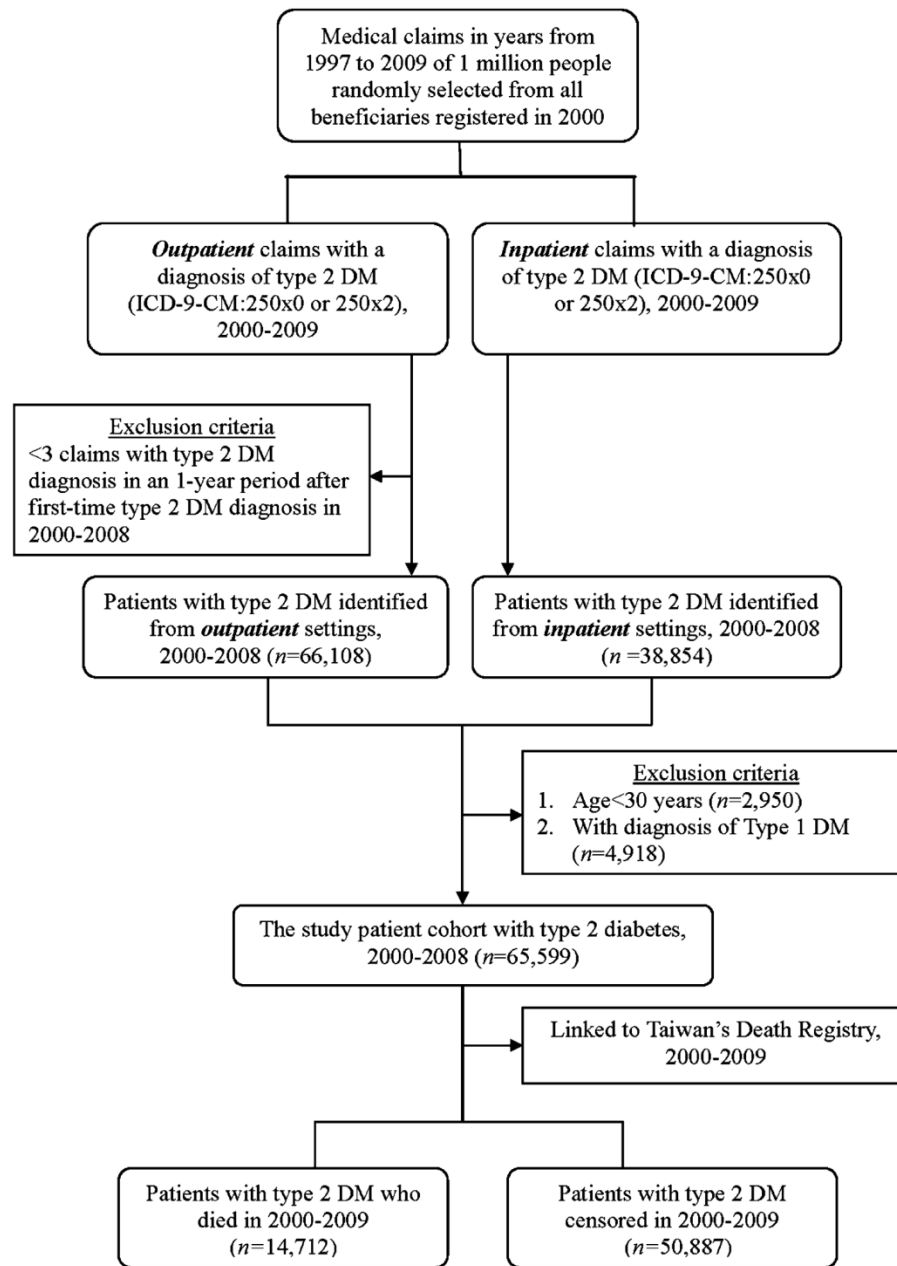 Medical claims in years from
1997 to 2009 of 1 million people
randomly selected from all
beneficiaries registered in 2000
Outpatient claims with a
diagnosis of type 2 DM
(ICD-9-CM:250x0 or 250x2),
2000-2009
Inpatient claims with a diagnosis
of type 2 DM (ICD-9-CM:250x0
or 250x2), 2000-2009
Exclusion criteria
<3 claims with type 2 DM
diagnosis in an 1-year period after
first-time type 2 DM diagnosis in
2000-2008
Patients with type 2 DM identified
from outpatient settings,
2000-2008 (n=66,108)
Patients with type 2 DM identified
from inpatient settings, 2000-2008
(n =38,854)
Exclusion criteria
1. Age<30 years (n=2,950)
2. With diagnosis of Type 1 DM
(n=4,918)
The study patient cohort with type 2 diabetes,
2000-2008 (n=65,599)
Linked to Taiwan's Death Registry,
2000-2009
Patients with type 2 DM who
died in 2000-2009
(n=14,712)
Patients with type 2 DM
censored in 2000-2009
(n=50,887)